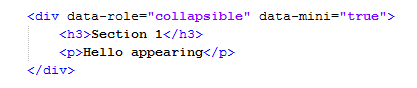 <div data-role="collapsible" data-mini="true">
<h3>Section 1</h3>
<p>Hello appearing</p>
</div>